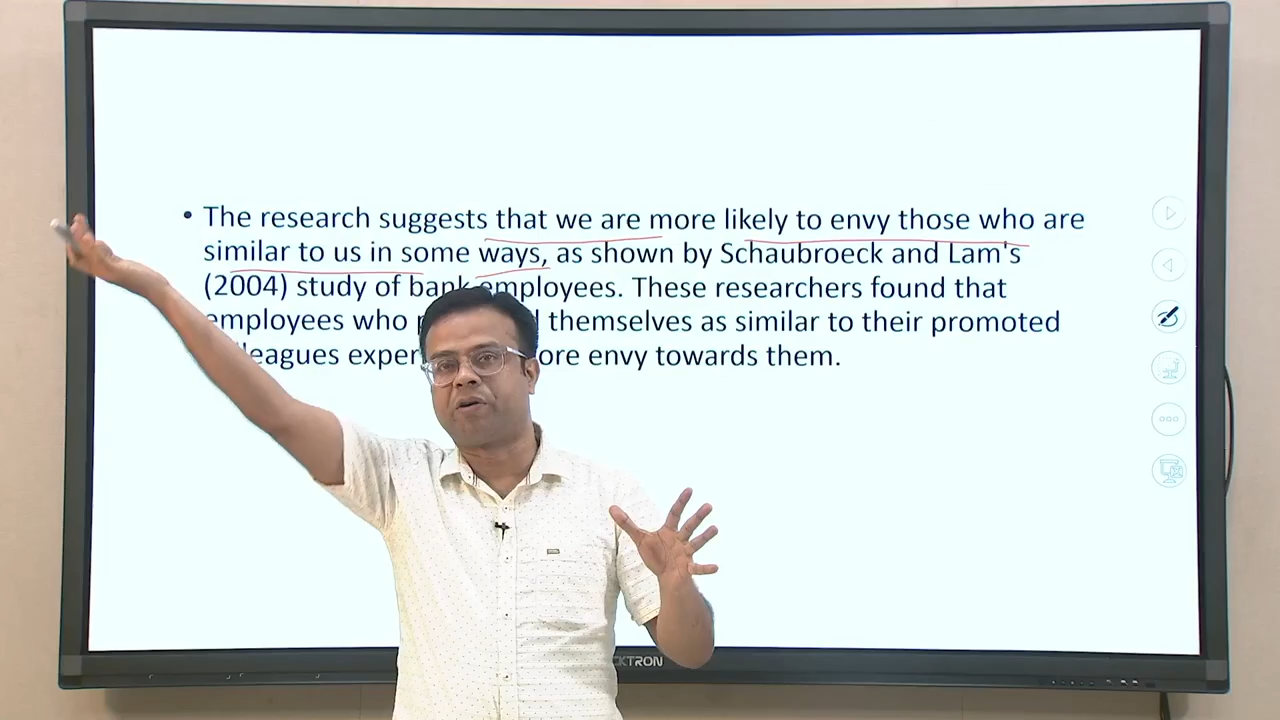 • The research suggests that we are more likely to envy those who are
similar to us in some ways, as shown by Schaubroeck and Lam's
(2004) study of bank employees. These researchers found that
employees who themselves as similar to their promoted
envy towards them.